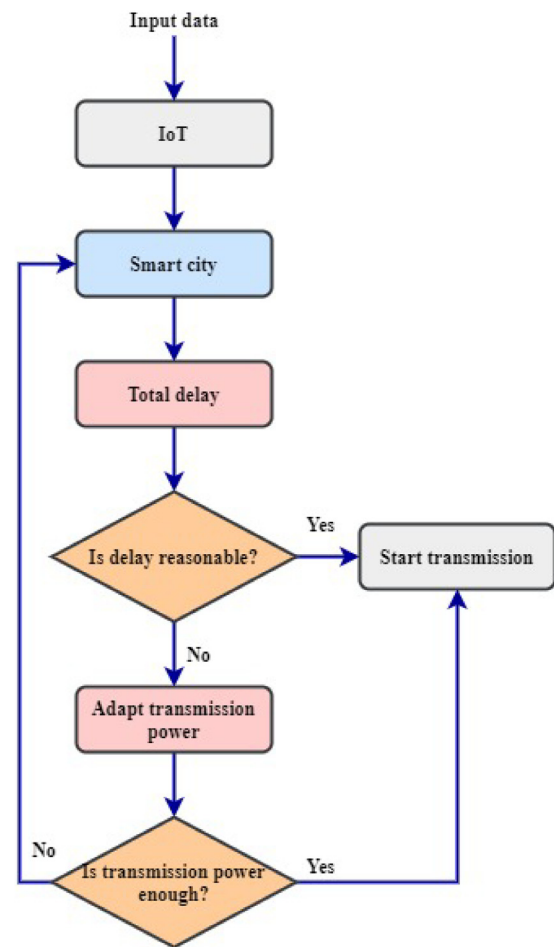 Input data
IoT
Smart city
Total delay
Is delay reasonable?
Yes
Start transmission
No
Adapt transmission
power
No
Is transmission power
enough?
Yes